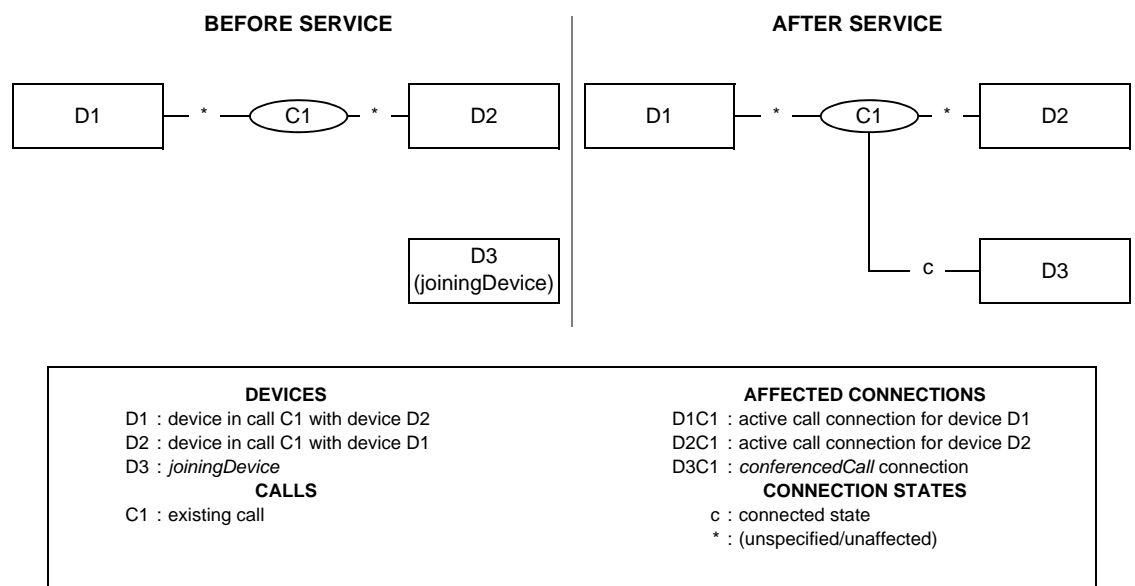 BEFORE SERVICE
AFTER SERVICE
D1 * C1 * D2
D1 * C1 * D2
D3
(joiningDevice)
c D3
DEVICES
D1 : device in call C1 with device D2
D2 : device in call C1 with device D1
D3 : joiningDevice
CALLS
C1 : existing call
AFFECTED CONNECTIONS
D1C1 : active call connection for device D1
D2C1 : active call connection for device D2
D3C1 : conferencedCall connection
CONNECTION STATES
c : connected state
* : (unspecified/unaffected)